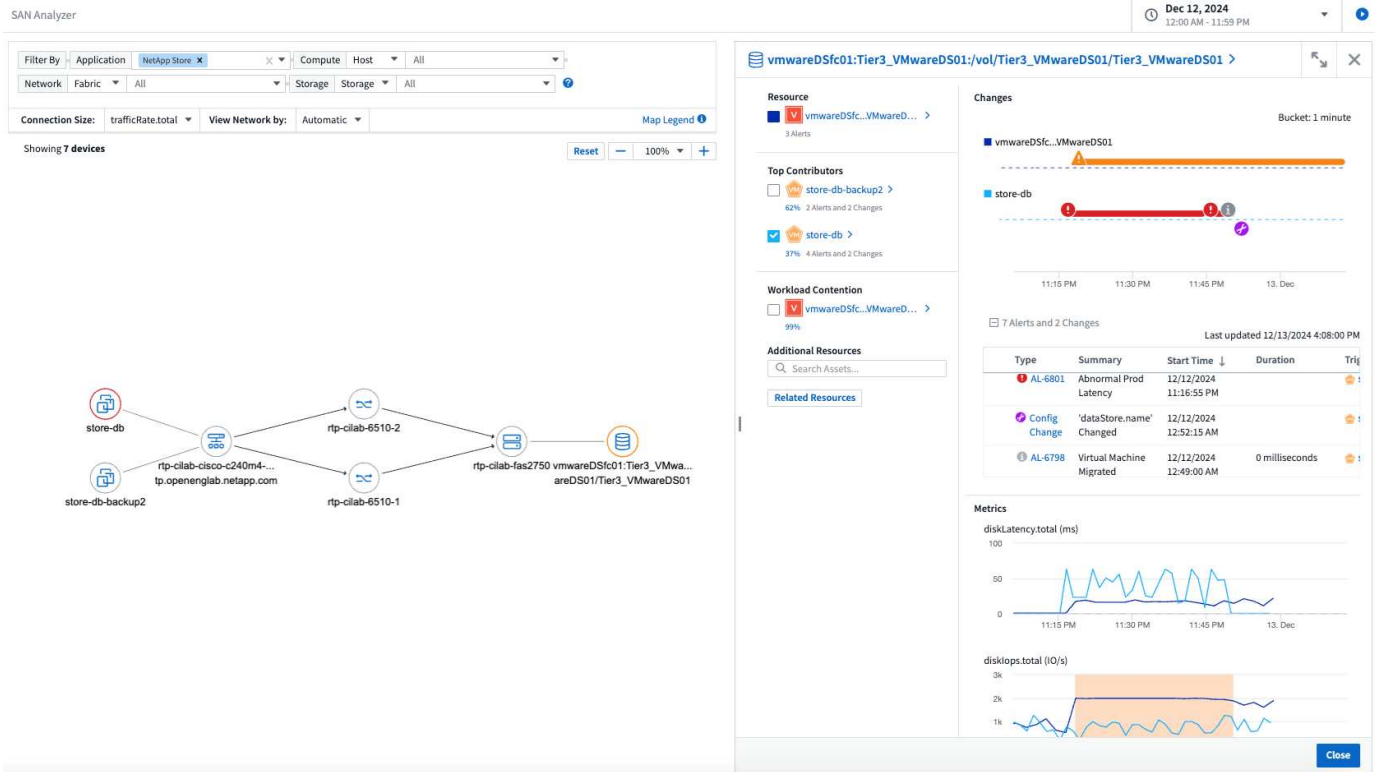 SAN Analyzer
Dec 12, 2024
12:00 AM - 11:59 PM
Filter By Application NetApp Store × × Compute Host All
Network Fabric All Storage Storage All ?
Connection Size: trafficRate.total View Network by: Automatic Map Legend
Showing 7 devices
Reset − 100% +
store-db
store-db-backup2
rtp-cilab-cisco-c240m4-...
tp.openenglab.netapp.com
rtp-cilab-6510-2
rtp-cilab-6510-1
rtp-cilab-fas2750
vmwareDSfc01:Tier3_VMwa...
areDS01/Tier3_VMwareDS01
vmwareDSfc01:Tier3_VMwareDS01:/vol/Tier3_VMwareDS01/Tier3_VMwareDS01 >
Resource
V vmwareDSfc...VMwareD... >
3 Alerts
Top Contributors
VM store-db-backup2 >
62% 2 Alerts and 2 Changes
VM store-db >
37% 4 Alerts and 2 Changes
Workload Contention
V vmwareDSfc...VMwareD... >
99%
Additional Resources
Search Assets...
Related Resources
Changes
Bucket: 1 minute
vmwareDSfc...VMwareDS01
store-db
11:15 PM 11:30 PM 11:45 PM 13. Dec
7 Alerts and 2 Changes
Last updated 12/13/2024 4:08:00 PM
Type Summary Start Time ↓ Duration Trig
AL-6801 Abnormal Prod 12/12/2024
Latency 11:16:55 PM
Config 'dataStore.name' 12/12/2024
Change Changed 12:52:15 AM
AL-6798 Virtual Machine 12/12/2024 0 milliseconds
Migrated 12:49:00 AM
Metrics
diskLatency.total (ms)
100
50
0
11:15 PM 11:30 PM 11:45 PM 13. Dec
diskIops.total (IO/s)
3k
2k
1k
Close